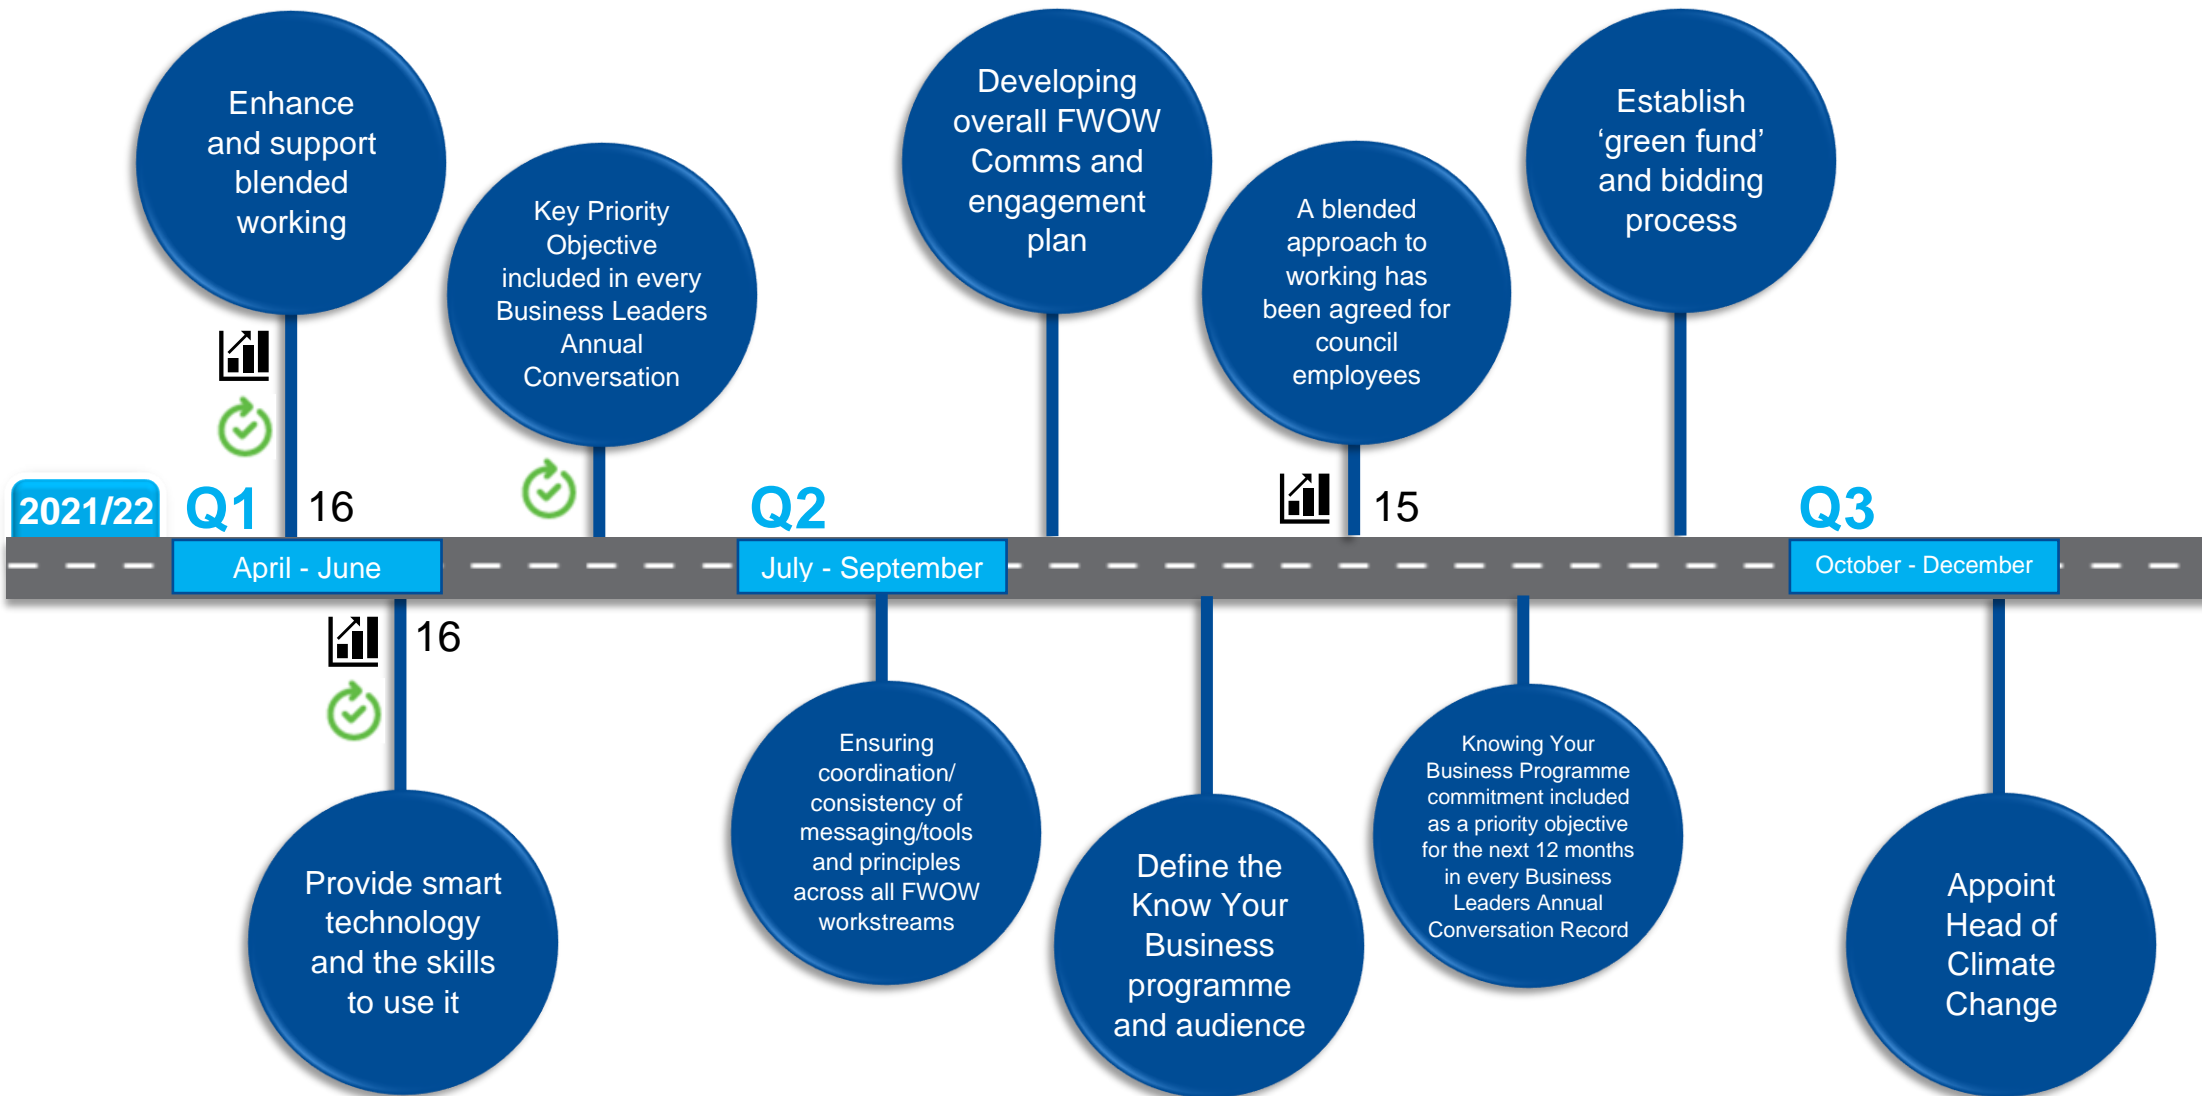 Enhance
and support
blended
working
Key Priority
Objective
included in every
Business Leaders
Annual
Conversation
Developing
overall FWOW
Comms and
engagement
plan
A blended
approach to
working has
been agreed for
council
employees
Establish
‘green fund’
and bidding
process
2021/22
Q1
16
Q2
15
Q3
April - June
July - September
October - December
16
Provide smart
technology
and the skills
to use it
Ensuring
coordination/
consistency of
messaging/tools
and principles
across all FWOW
workstreams
Define the
Know Your
Business
programme
and audience
Knowing Your
Business Programme
commitment included
as a priority objective
for the next 12 months
in every Business
Leaders Annual
Conversation Record
Appoint
Head of
Climate
Change